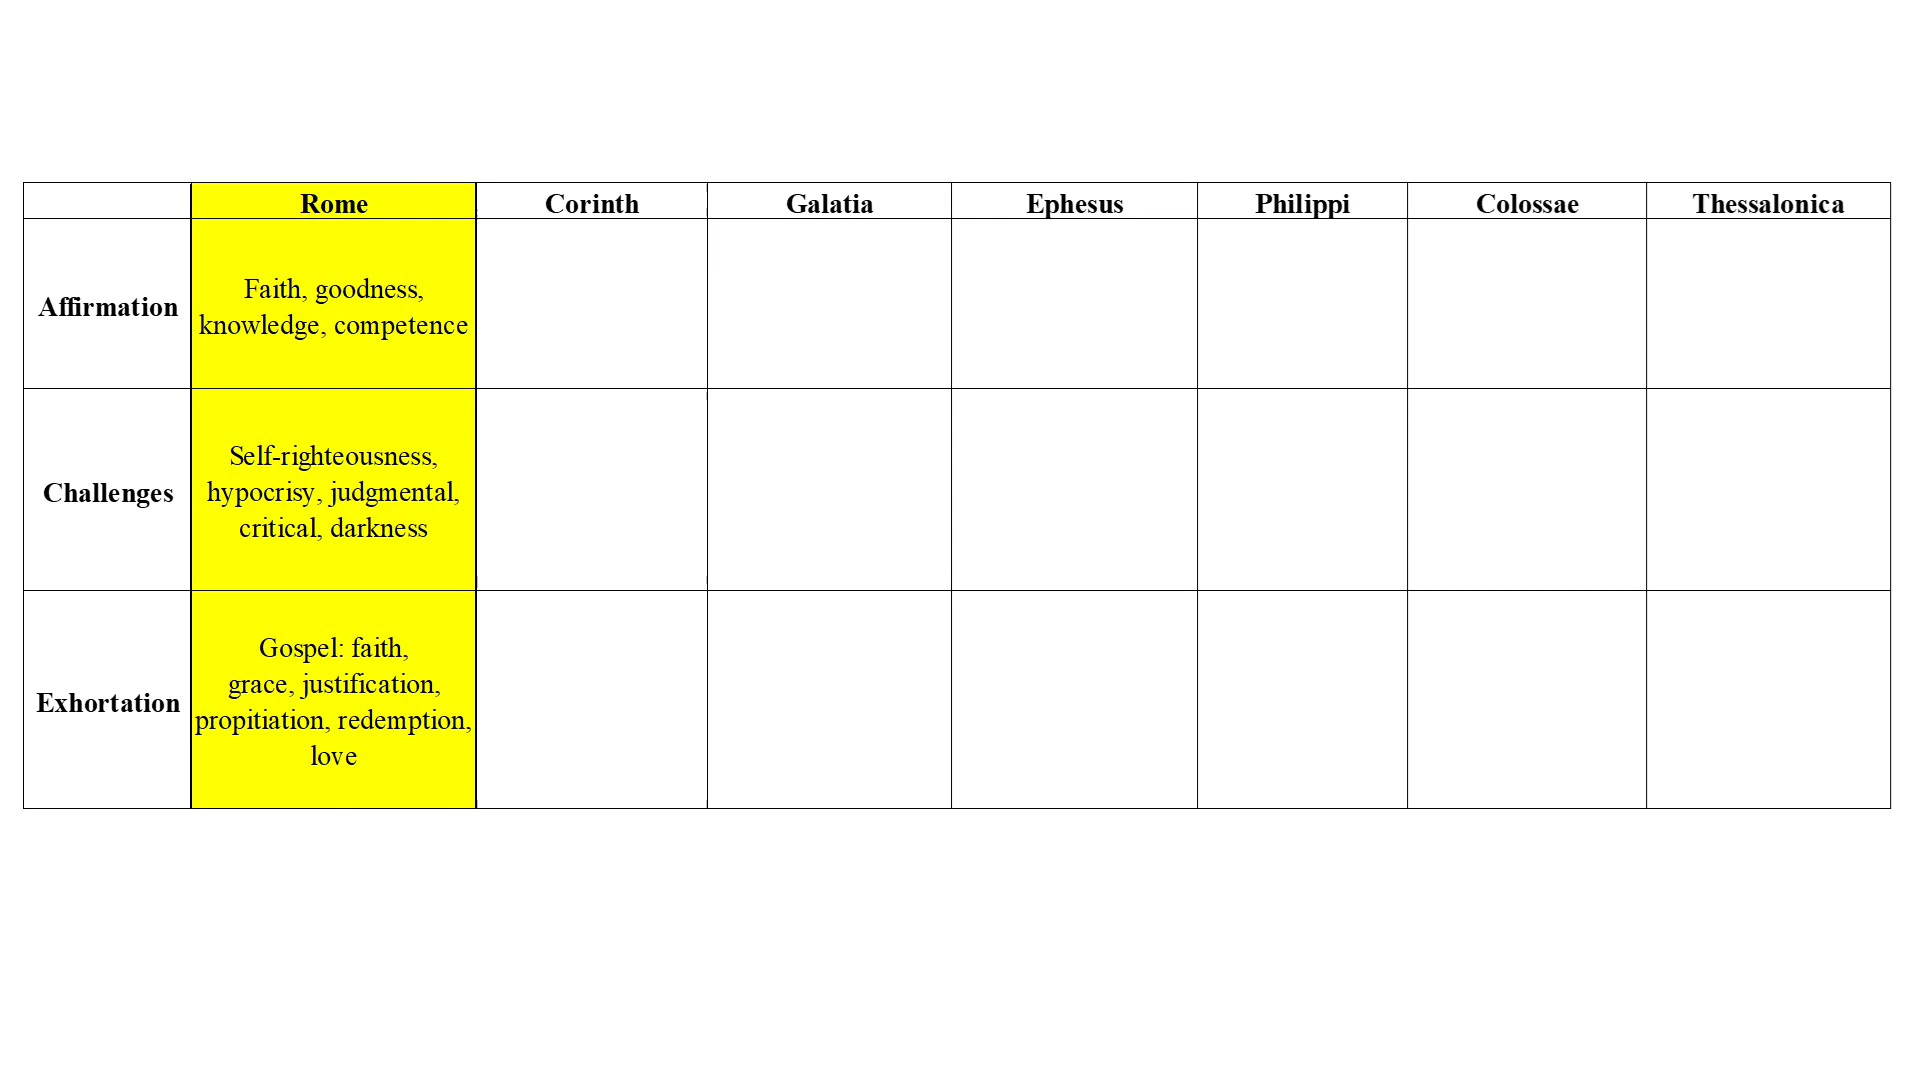 Rome Corinth Galatia Ephesus Philippi Colossae Thessalonica
Affirmation
Faith, goodness,
knowledge, competence
Challenges
Self-righteousness,
hypocrisy, judgmental,
critical, darkness
Exhortation
Gospel: faith,
grace, justification,
propitiation, redemption,
love